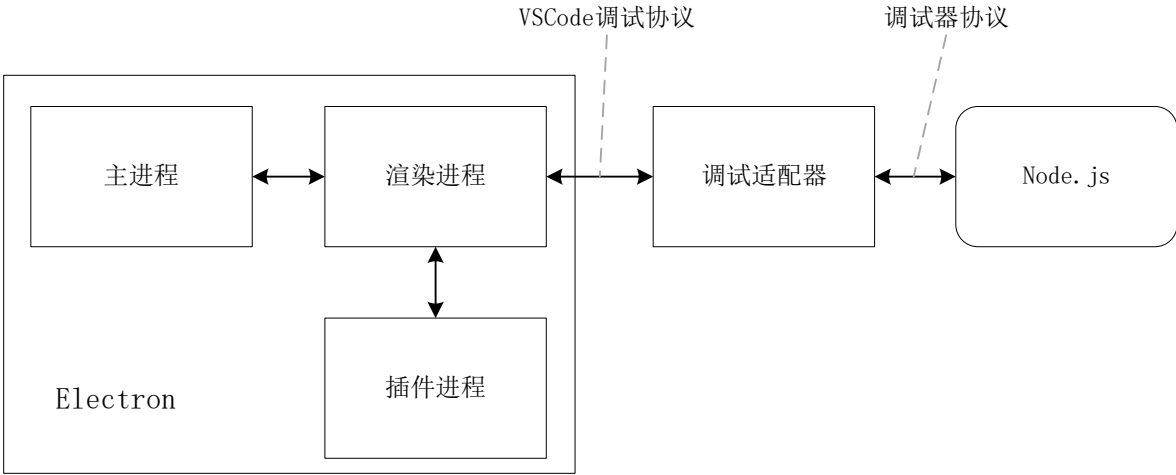 VSCode调试协议
调试器协议
主进程
渲染进程
调试适配器
Node.js
插件进程
Electron